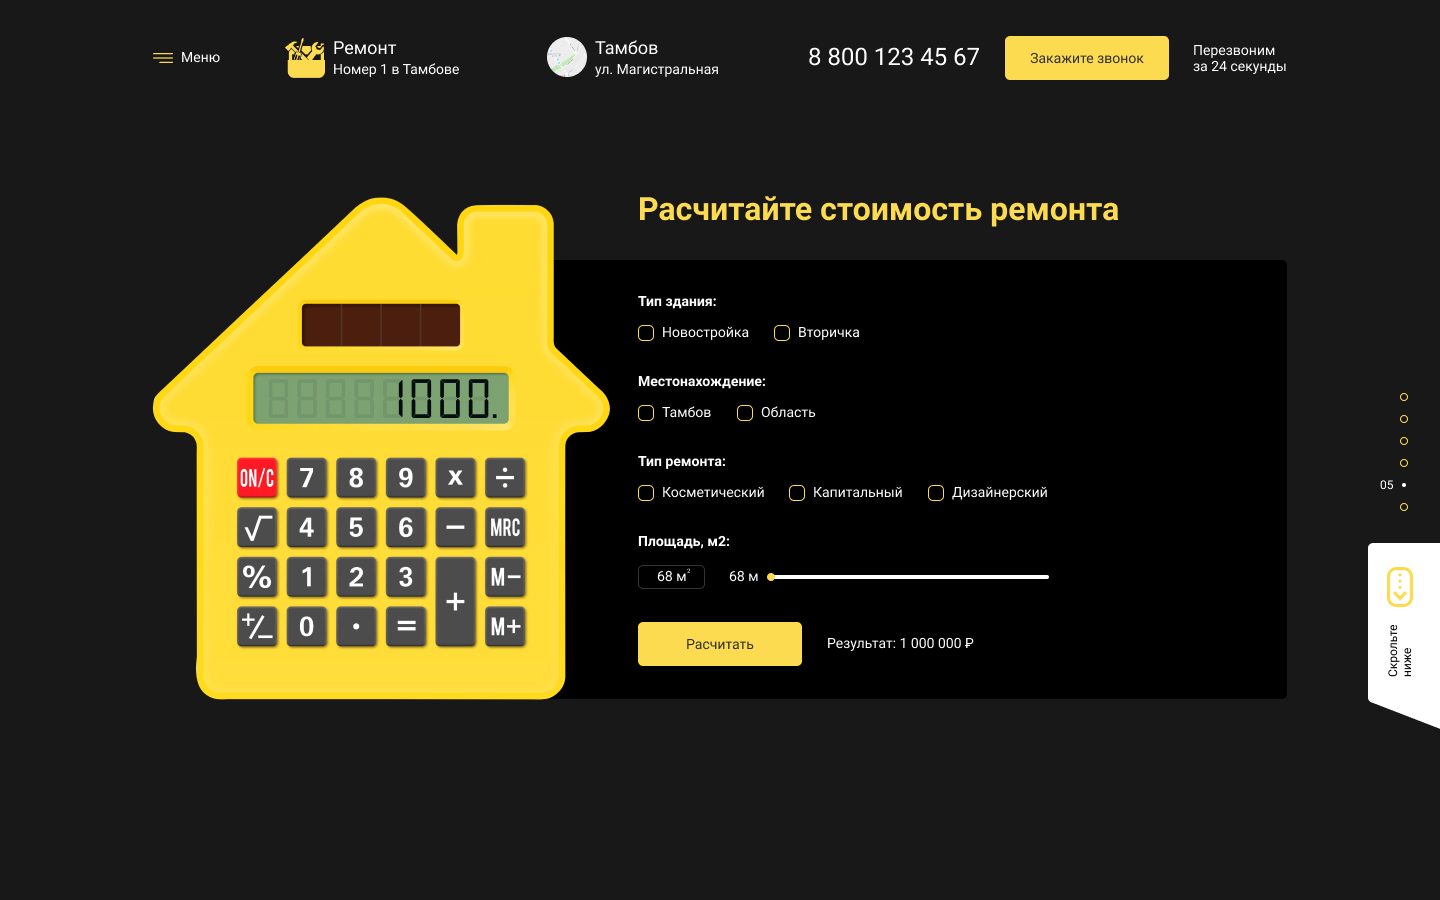 Меню
Ремонт
Номер 1 в Тамбове
Тамбов
ул. Магистральная
8 800 123 45 67
Закажите звонок
Перезвоним
за 24 секунды
Расчитайте стоимость ремонта
1000.
ON/C 7 8 9 x ÷
√ 4 5 6 − MRC
% 1 2 3 + M−
+/− 0 · = M+
Тип здания:
Новостройка Вторичка
Местонахождение:
Тамбов Область
Тип ремонта:
Косметический Капитальный Дизайнерский
Площадь, м2:
68 м² 68 м
Расчитать Результат: 1 000 000 ₽
05
Скрольте
ниже